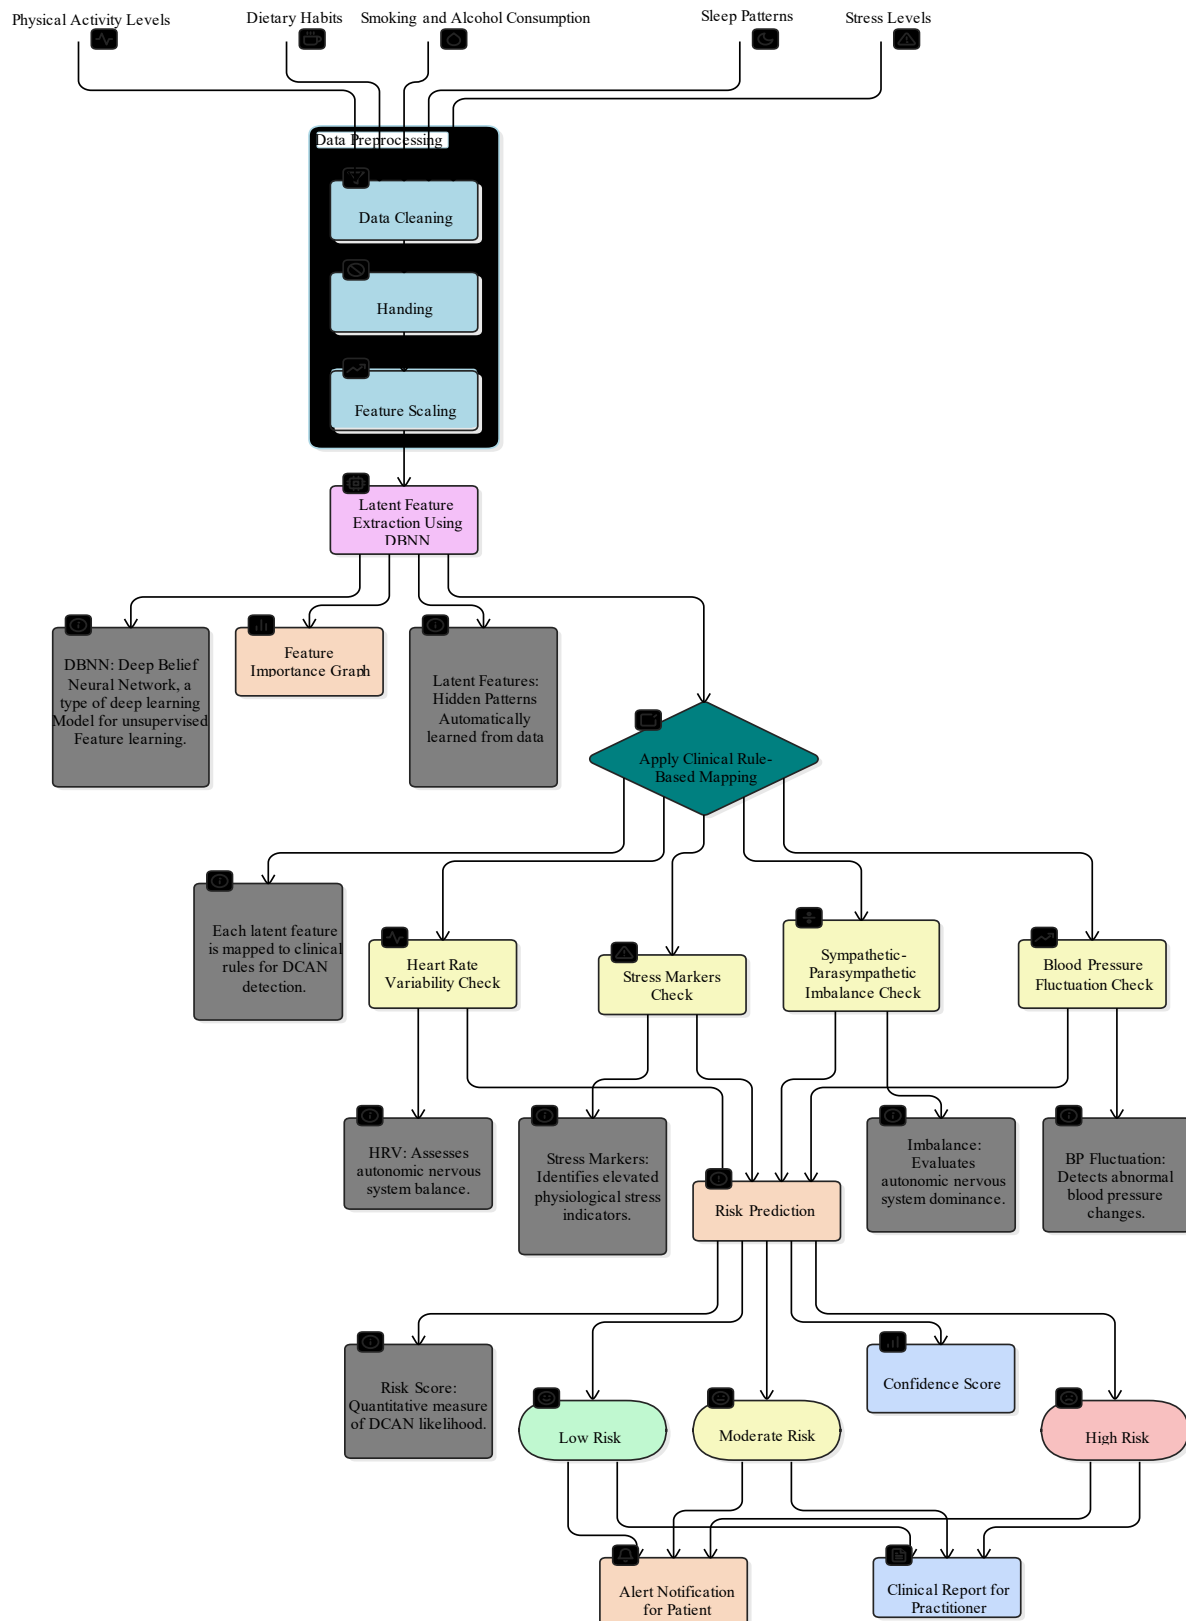 Physical Activity Levels
Dietary Habits
Smoking and Alcohol Consumption
Sleep Patterns
Stress Levels
Data Preprocessing
Data Cleaning
Handing
Feature Scaling
Latent Feature
Extraction Using
DBNN
DBNN: Deep Belief
Neural Network, a
type of deep learning
Model for unsupervised
Feature learning.
Feature
Importance Graph
Latent Features:
Hidden Patterns
Automatically
learned from data
Apply Clinical Rule-
Based Mapping
Each latent feature
is mapped to clinical
rules for DCAN
detection.
Heart Rate
Variability Check
Stress Markers
Check
Sympathetic-
Parasympathetic
Imbalance Check
Blood Pressure
Fluctuation Check
HRV: Assesses
autonomic nervous
system balance.
Stress Markers:
Identifies elevated
physiological stress
indicators.
Risk Prediction
Imbalance:
Evaluates
autonomic nervous
system dominance.
BP Fluctuation:
Detects abnormal
blood pressure
changes.
Risk Score:
Quantitative measure
of DCAN likelihood.
Low Risk
Moderate Risk
Confidence Score
High Risk
Alert Notification
for Patient
Clinical Report for
Practitioner